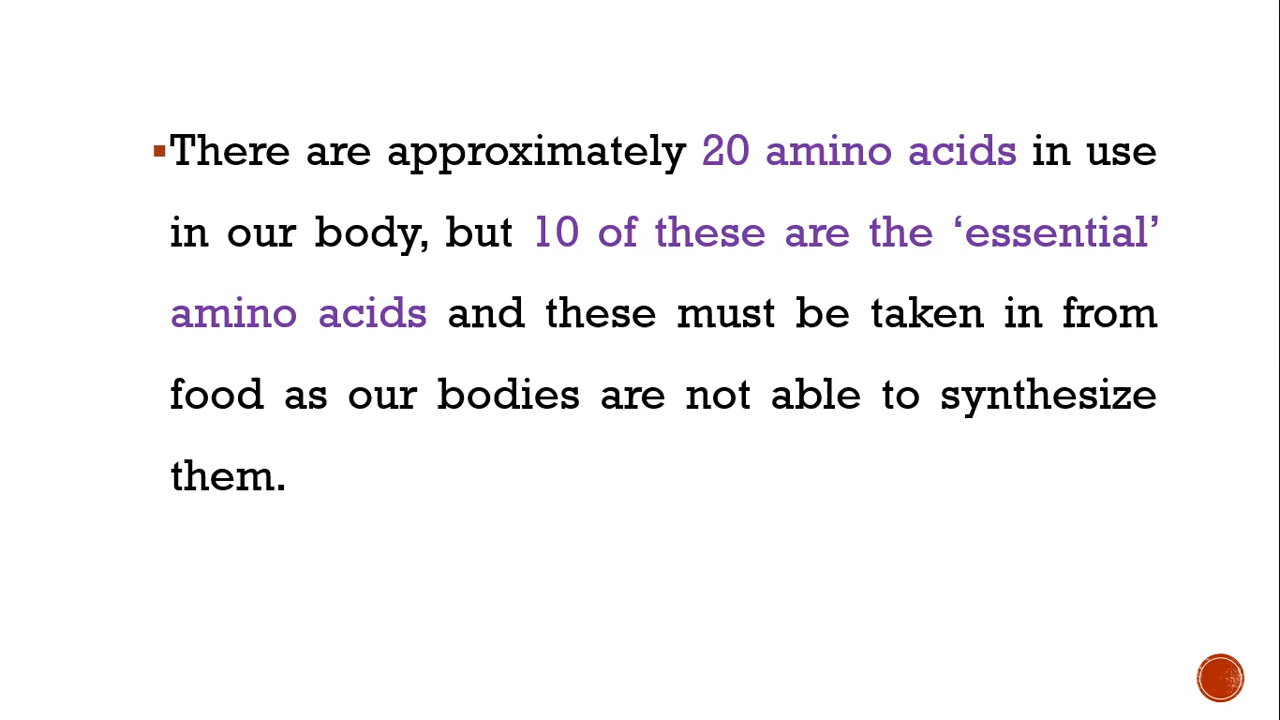 ▪There are approximately 20 amino acids in use
in our body, but 10 of these are the ‘essential’
amino acids and these must be taken in from
food as our bodies are not able to synthesize
them.